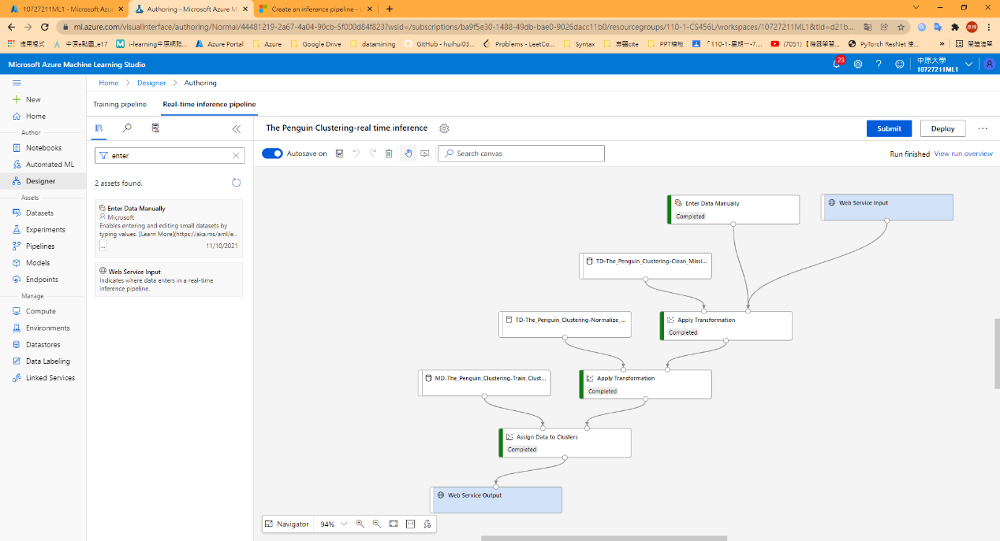 10727211ML1 - Microsoft Azu
Authoring - Microsoft Azure M
Create an inference pipeline - L
ml.azure.com/visualinterface/authoring/Normal/44481219-2a67-4a04-90cb-5f000d84f823?wsid=/subscriptions/ba9f5e30-1488-49db-bae0-9026dacc11b0/resourcegroups/110-1-CS456L/workspaces/10727211ML1&tid=d21b...
應用程式
中原e點靈_e17
i-learning中原網路...
Azure Portal
Azure
Google Drive
datamining
GitHub - huihui03...
Problems - LeetCo...
Syntax
專題cite
PPT模板
「110-1-星期一-7....
(7051)【機器學習...
PyTorch ResNet 使...
閱讀清單
Microsoft Azure Machine Learning Studio
23
中原大學
10727211ML1
New
Home
Author
Notebooks
Automated ML
Designer
Assets
Datasets
Experiments
Pipelines
Models
Endpoints
Manage
Compute
Environments
Datastores
Data Labeling
Linked Services
Home > Designer > Authoring
Training pipeline
Real-time inference pipeline
enter
2 assets found.
Enter Data Manually
Microsoft
Enables entering and editing small datasets by
typing values. [Learn More](https://aka.ms/aml/e...
...
11/10/2021
Web Service Input
Indicates where data enters in a real-time
inference pipeline.
The Penguin Clustering-real time inference
Submit
Deploy
Autosave on
Search canvas
Run finished
View run overview
Enter Data Manually
Completed
Web Service Input
TD-The_Penguin_Clustering-Clean_Missi...
TD-The_Penguin_Clustering-Normalize_...
Apply Transformation
Completed
MD-The_Penguin_Clustering-Train_Clust...
Apply Transformation
Completed
Assign Data to Clusters
Completed
Web Service Output
Navigator
94%